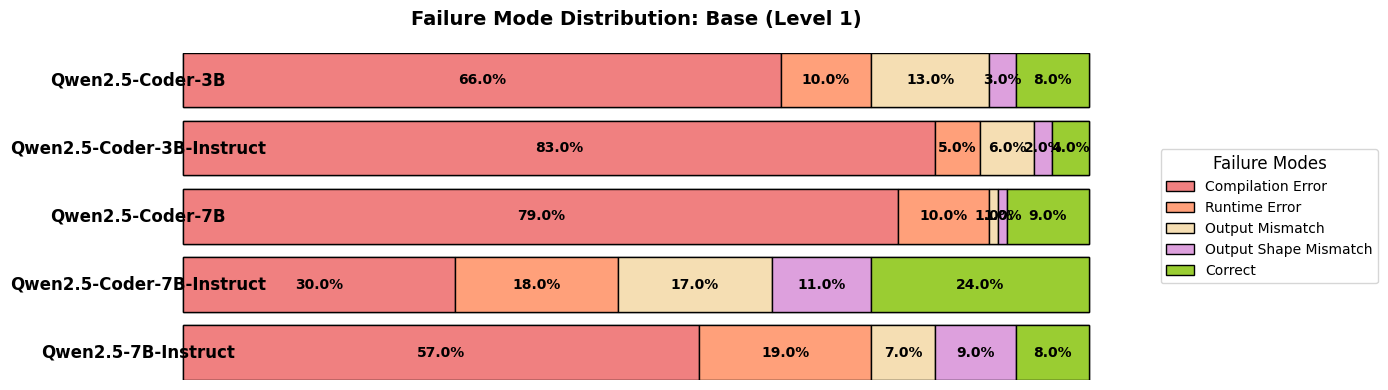 Failure Mode Distribution: Base (Level 1)
Qwen2.5-Coder-3B 66.0% 10.0% 13.0% 3.0% 8.0%
Qwen2.5-Coder-3B-Instruct 83.0% 5.0% 6.0% 2.0% 4.0%
Qwen2.5-Coder-7B 79.0% 10.0% 1.0% 1.0% 9.0%
Qwen2.5-Coder-7B-Instruct 30.0% 18.0% 17.0% 11.0% 24.0%
Qwen2.5-7B-Instruct 57.0% 19.0% 7.0% 9.0% 8.0%
Failure Modes
Compilation Error
Runtime Error
Output Mismatch
Output Shape Mismatch
Correct